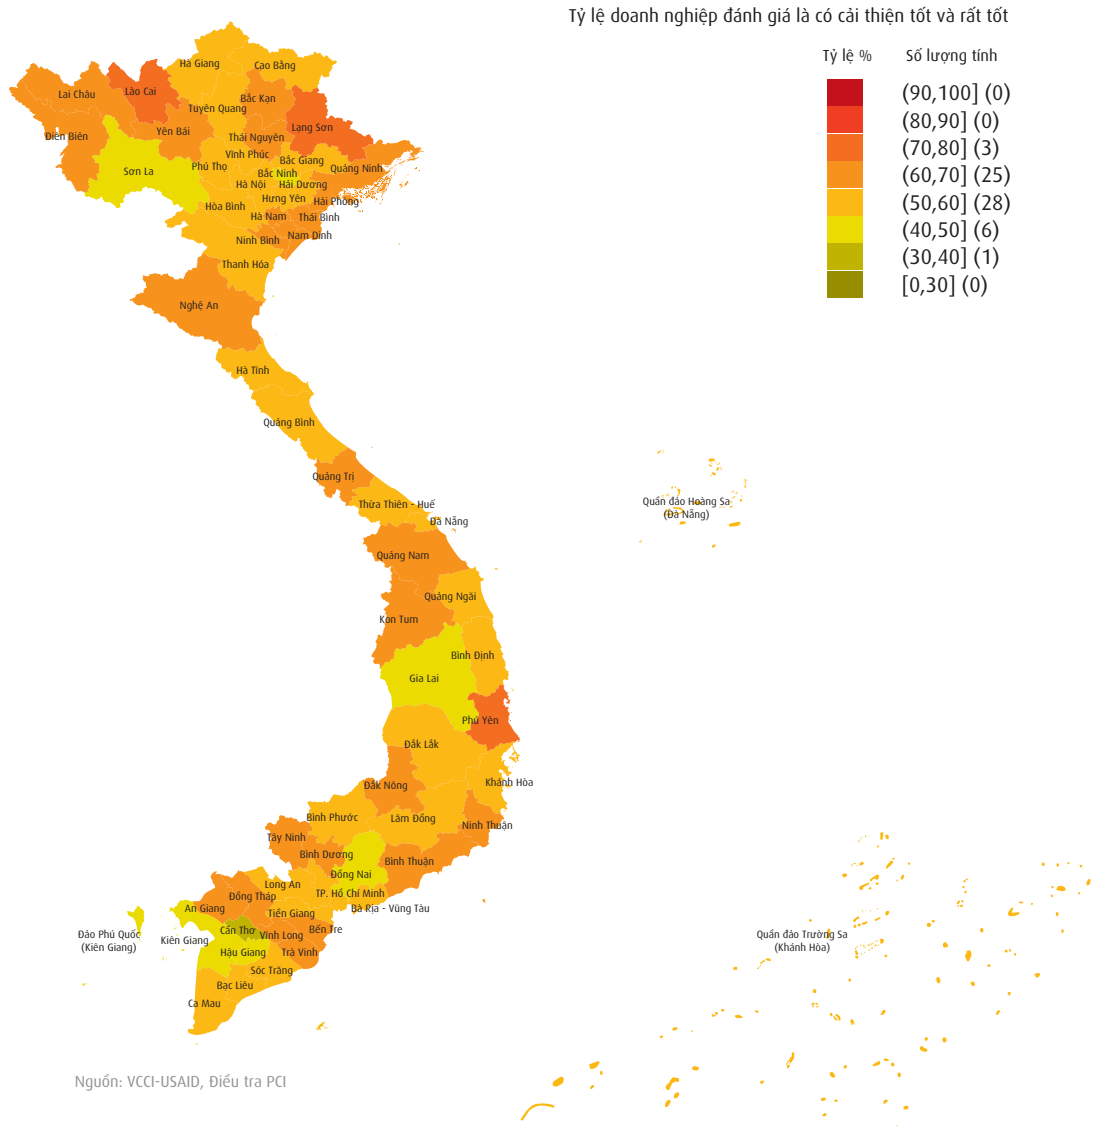 Tỷ lệ doanh nghiệp đánh giá là có cải thiện tốt và rất tốt
Tỷ lệ %
Số lượng tính
(90,100] (0)
(80,90] (0)
(70,80] (3)
(60,70] (25)
(50,60] (28)
(40,50] (6)
(30,40] (1)
[0,30] (0)
Hà Giang
Cao Bằng
Lai Châu
Lào Cai
Bắc Kạn
Tuyên Quang
Điên Biên
Yên Bái
Thái Nguyên
Lạng Sơn
Vĩnh Phúc
Sơn La
Phú Thọ
Bắc Giang
Quảng Ninh
Bắc Ninh
Hà Nội
Hải Dương
Hòa Bình
Hưng Yên
Hải Phòng
Hà Nam
Thái Bình
Ninh Bình
Nam Dính
Thanh Hóa
Nghệ An
Hà Tĩnh
Quảng Bình
Quảng Trị
Thừa Thiên - Huế
Đà Nẵng
Quần đảo Hoàng Sa
(Đà Nẵng)
Quảng Nam
Quảng Ngãi
Kon Tum
Bình Định
Gia Lai
Phú Yên
Đắk Lắk
Khánh Hòa
Đắk Nông
Bình Phước
Lâm Đồng
Ninh Thuận
Tây Ninh
Bình Dương
Bình Thuận
Đồng Nai
Long An
Đồng Tháp
TP. Hồ Chí Minh
An Giang
Tiền Giang
Bà Rịa - Vũng Tàu
Đảo Phú Quốc
(Kiên Giang)
Kiên Giang
Cần Thơ
Vĩnh Long
Bến Tre
Hậu Giang
Trà Vinh
Sóc Trăng
Bạc Liêu
Ca Mau
Quần đảo Trường Sa
(Khánh Hòa)
Nguồn: VCCI-USAID, Điều tra PCI